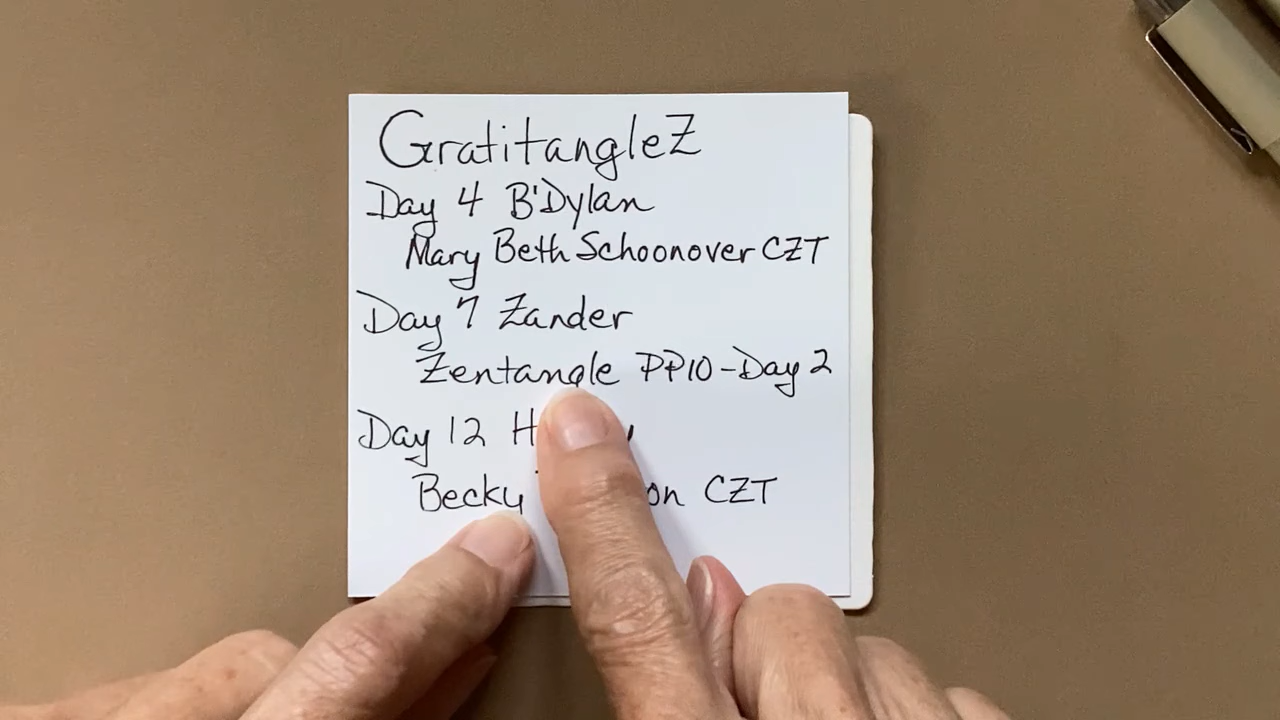 GratitangleZ
Day 4 B'Dylan
Mary Beth Schoonover CZT
Day 7 Zander
Zentangle PP10-Day 2
Day 12
Becky CZT